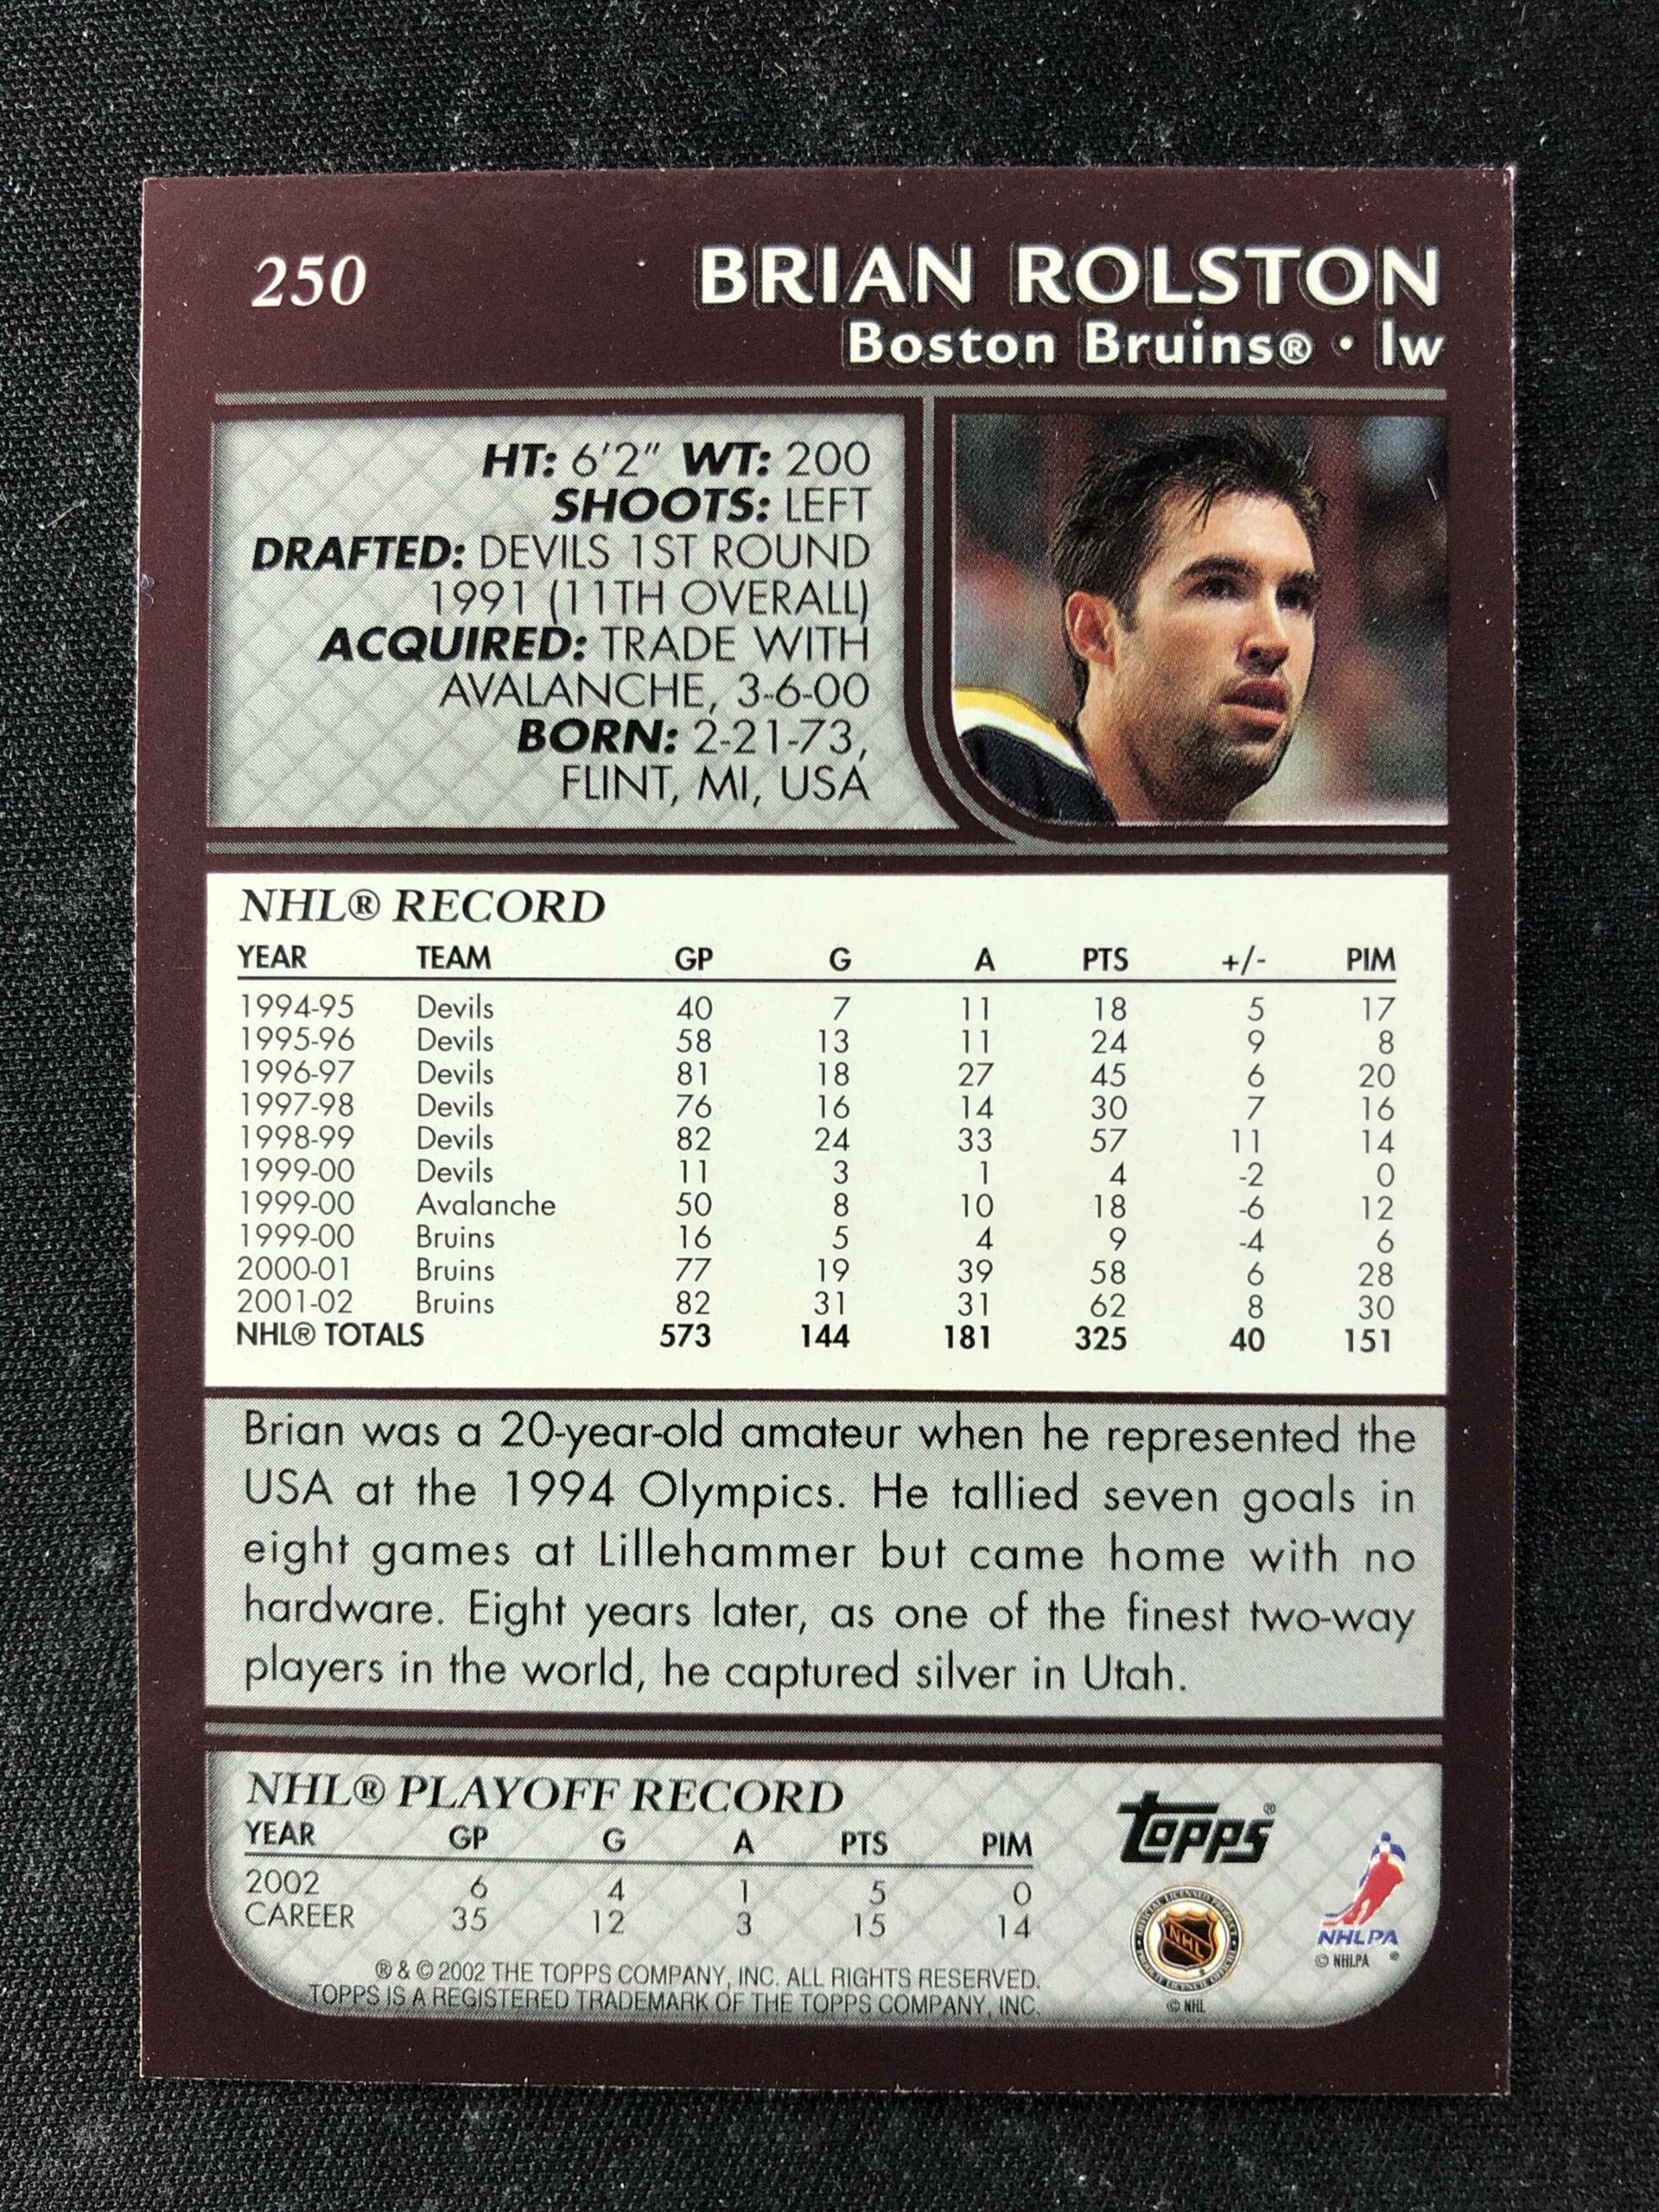 250
BRIAN ROLSTON
Boston Bruins® • lw
HT: 6'2" WT: 200
SHOOTS: LEFT
DRAFTED: DEVILS 1ST ROUND
1991 (11TH OVERALL)
ACQUIRED: TRADE WITH
AVALANCHE, 3-6-00
BORN: 2-21-73,
FLINT, MI, USA
NHL® RECORD
YEAR TEAM GP G A PTS +/- PIM
1994-95 Devils 40 7 11 18 5 17
1995-96 Devils 58 13 11 24 9 8
1996-97 Devils 81 18 27 45 6 20
1997-98 Devils 76 16 14 30 7 16
1998-99 Devils 82 24 33 57 11 14
1999-00 Devils 11 3 1 4 -2 0
1999-00 Avalanche 50 8 10 18 -6 12
1999-00 Bruins 16 5 4 9 -4 6
2000-01 Bruins 77 19 39 58 6 28
2001-02 Bruins 82 31 31 62 8 30
NHL® TOTALS 573 144 181 325 40 151
Brian was a 20-year-old amateur when he represented the
USA at the 1994 Olympics. He tallied seven goals in
eight games at Lillehammer but came home with no
hardware. Eight years later, as one of the finest two-way
players in the world, he captured silver in Utah.
NHL® PLAYOFF RECORD
YEAR GP G A PTS PIM
2002 6 4 1 5 0
CAREER 35 12 3 15 14
® & © 2002 THE TOPPS COMPANY, INC. ALL RIGHTS RESERVED.
TOPPS IS A REGISTERED TRADEMARK OF THE TOPPS COMPANY, INC.
Topps®
NHL
© NHL
NHLPA
© NHLPA ®